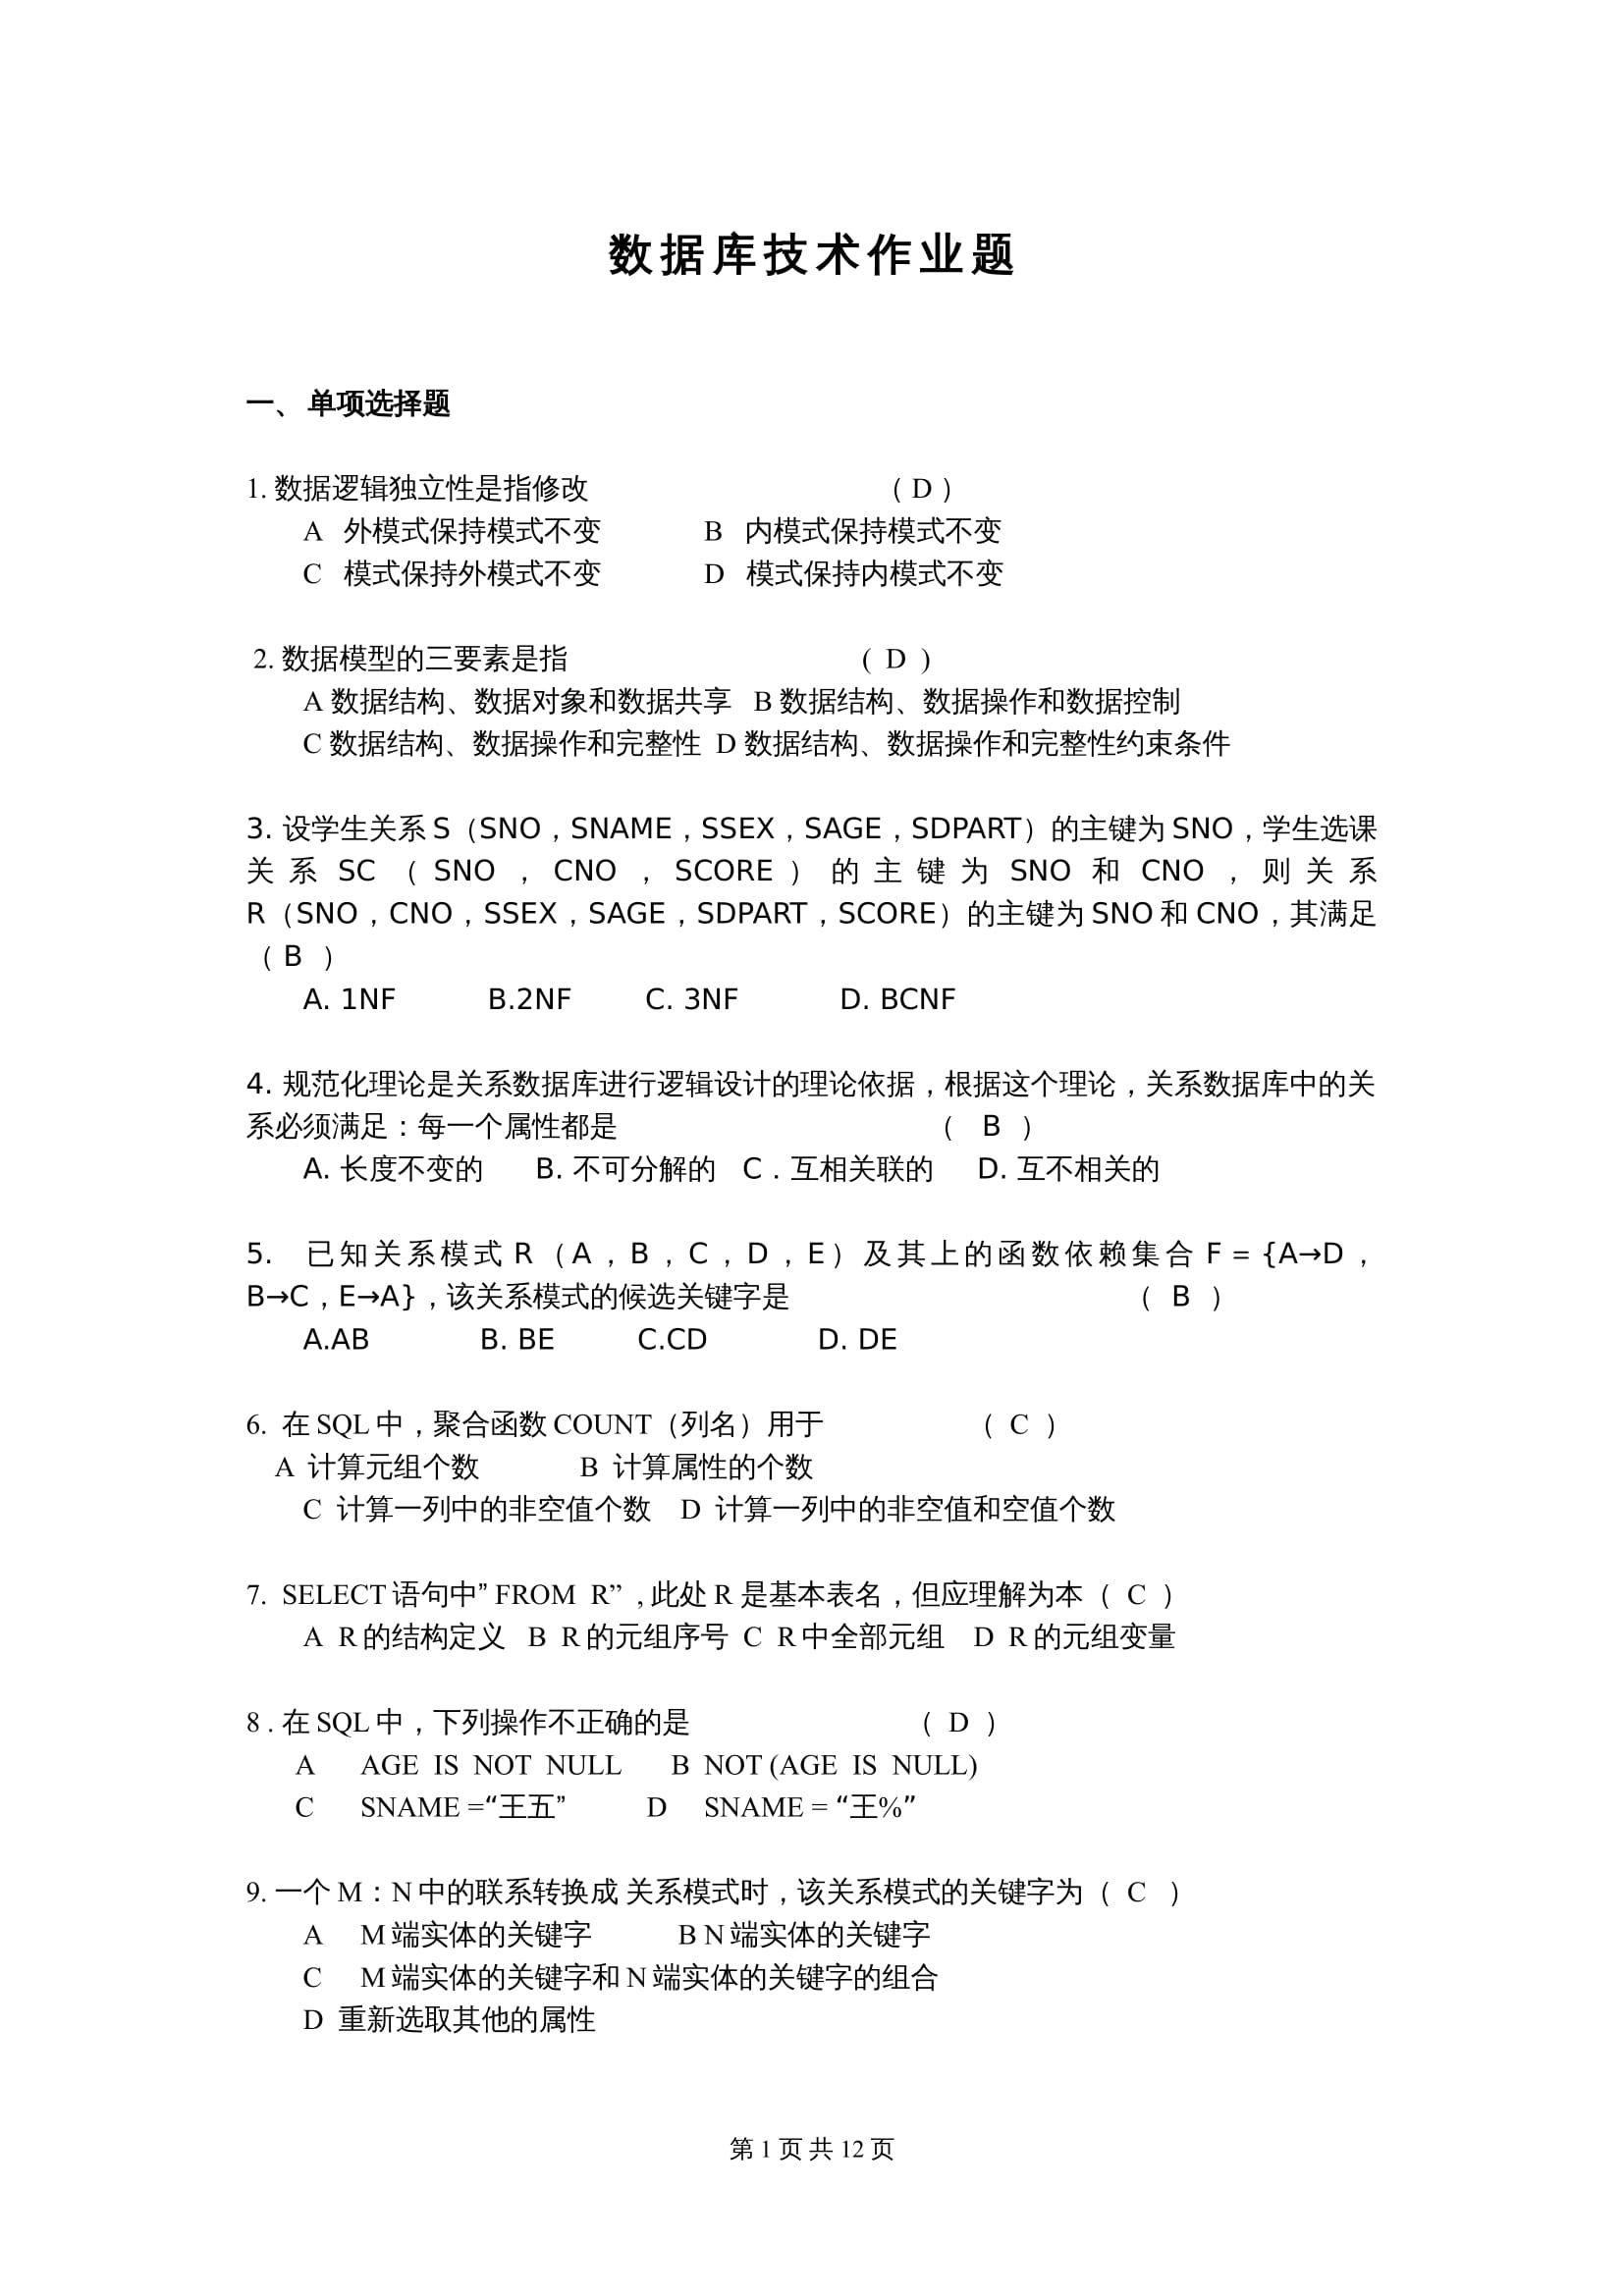 数据库技术作业题
一、 单项选择题
1. 数据逻辑独立性是指修改 （ D ）
A 外模式保持模式不变 B 内模式保持模式不变
C 模式保持外模式不变 D 模式保持内模式不变
2. 数据模型的三要素是指 ( D )
A 数据结构、数据对象和数据共享 B 数据结构、数据操作和数据控制
C 数据结构、数据操作和完整性 D 数据结构、数据操作和完整性约束条件
3. 设学生关系 S（SNO，SNAME，SSEX，SAGE，SDPART）的主键为 SNO，学生选课
关 系 SC （ SNO ， CNO ， SCORE ） 的 主 键 为 SNO 和 CNO ， 则 关 系
R（SNO，CNO，SSEX，SAGE，SDPART，SCORE）的主键为 SNO 和 CNO，其满足
（ B ）
A. 1NF B.2NF C. 3NF D. BCNF
4. 规范化理论是关系数据库进行逻辑设计的理论依据，根据这个理论，关系数据库中的关
系必须满足：每一个属性都是 （ B ）
A. 长度不变的 B. 不可分解的 C．互相关联的 D. 互不相关的
5. 已知关系模式 R（A，B，C，D，E）及其上的函数依赖集合 F＝{A→D，
B→C，E→A}，该关系模式的候选关键字是 （ B ）
A.AB B. BE C.CD D. DE
6. 在 SQL 中，聚合函数 COUNT（列名）用于 （ C ）
A 计算元组个数 B 计算属性的个数
C 计算一列中的非空值个数 D 计算一列中的非空值和空值个数
7. SELECT 语句中” FROM R” , 此处 R 是基本表名，但应理解为本（ C ）
A R 的结构定义 B R 的元组序号 C R 中全部元组 D R 的元组变量
8 . 在 SQL 中，下列操作不正确的是 （ D ）
A AGE IS NOT NULL B NOT (AGE IS NULL)
C SNAME =“王五” D SNAME = “王%”
9. 一个 M：N 中的联系转换成 关系模式时，该关系模式的关键字为（ C ）
A M 端实体的关键字 B N 端实体的关键字
C M 端实体的关键字和 N 端实体的关键字的组合
D 重新选取其他的属性
第 1 页 共 12 页